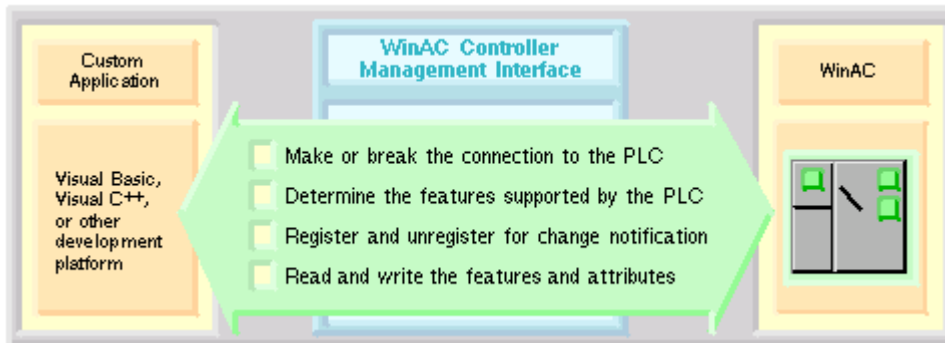 Custom
Application
WinAC Controller
Management Interface
WinAC
Visual Basic,
Visual C++,
or other
development
platform
Make or break the connection to the PLC
Determine the features supported by the PLC
Register and unregister for change notification
Read and write the features and attributes